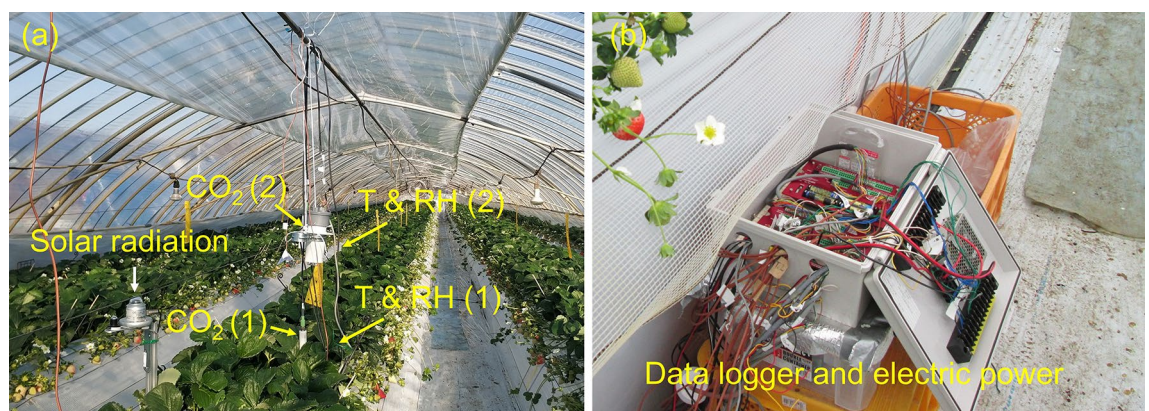 (a)
CO₂ (2)
T & RH (2)
Solar radiation
T & RH (1)
CO₂ (1)
(b)
Data logger and electric power